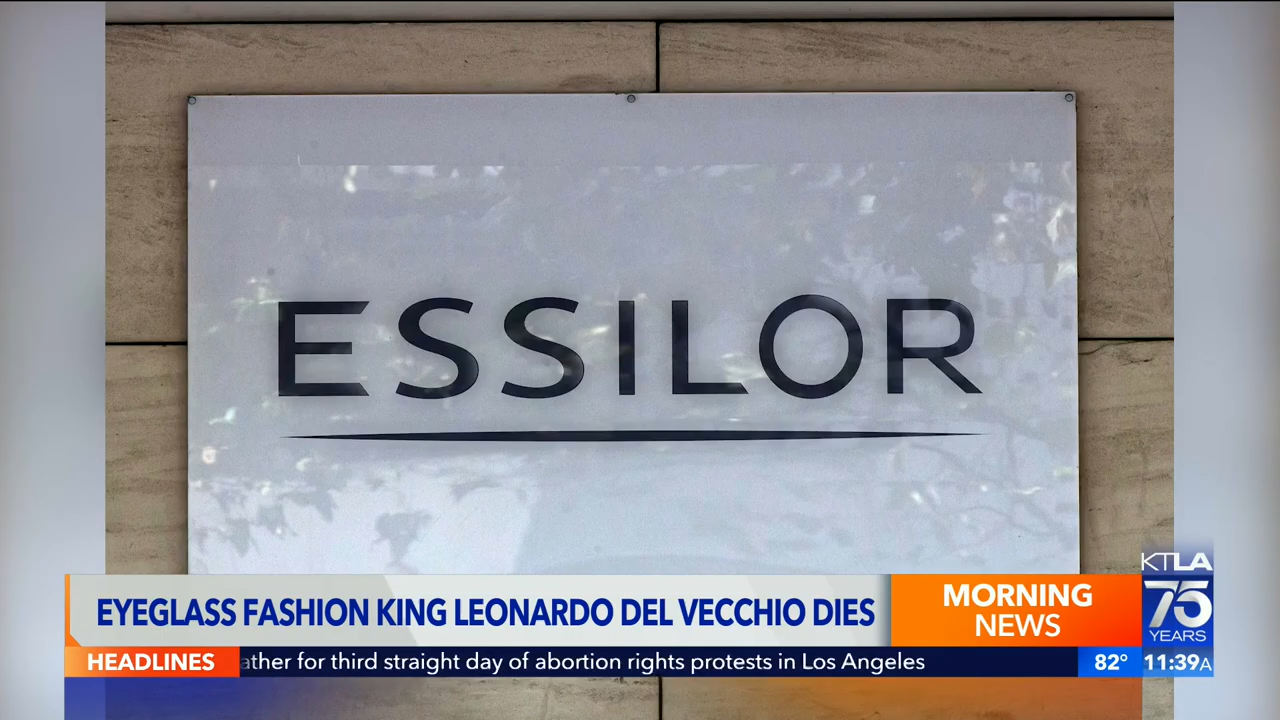 ESSILOR
EYEGLASS FASHION KING LEONARDO DEL VECCHIO DIES
MORNING
NEWS
KTLA
75
YEARS
HEADLINES
ather for third straight day of abortion rights protests in Los Angeles
82°
11:39A